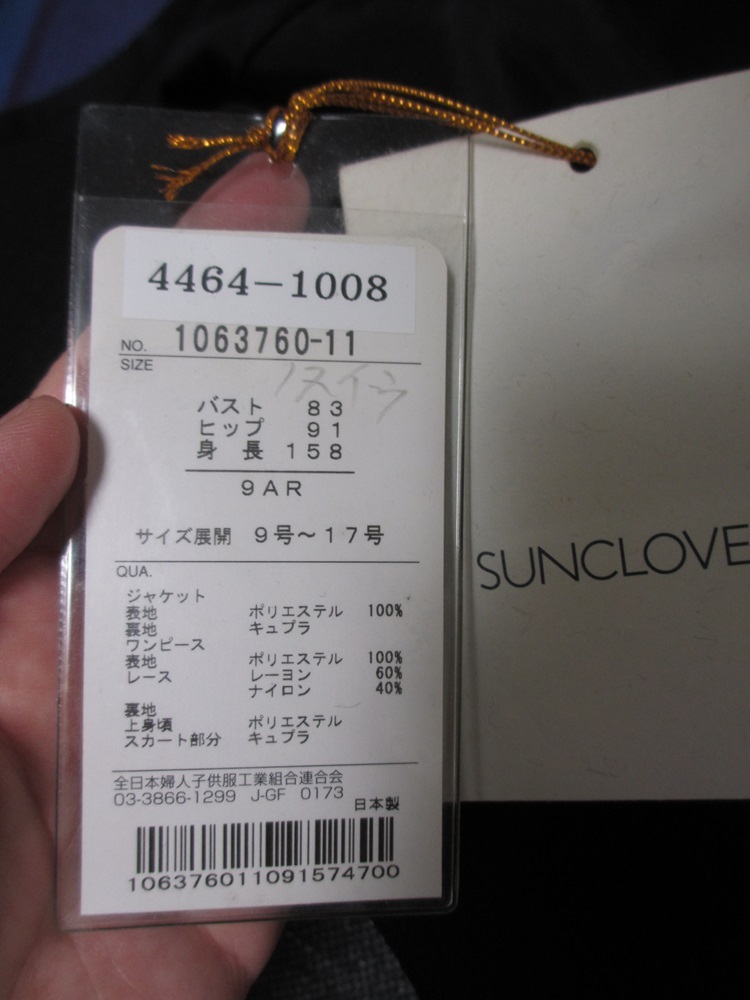 4464-1008
NO. 1063760-11
SIZE
バスト 83
ヒップ 91
身長 158
9AR
サイズ展開 9号～17号
QUA.
ジャケット
表地 ポリエステル 100%
裏地 キュプラ
ワンピース
表地 ポリエステル 100%
レース レーヨン 60%
ナイロン 40%
裏地
上身頃 ポリエステル
スカート部分 キュプラ
全日本婦人子供服工業組合連合会
03-3866-1299 J-GF 0173
日本製
106376011091574700
SUNCLOVE